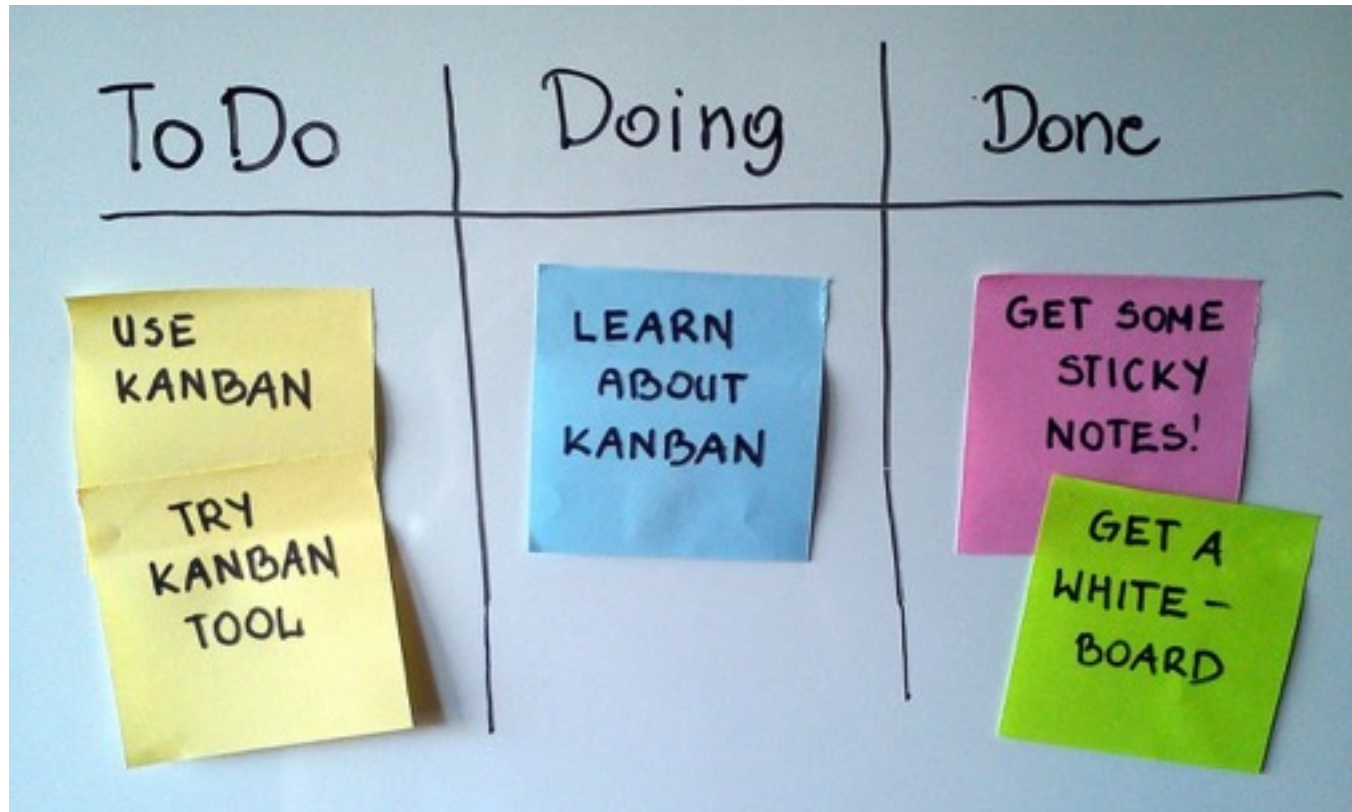 To Do
Doing
Done
USE
KANBAN
TRY
KANBAN
TOOL
LEARN
ABOUT
KANBAN
GET SOME
STICKY
NOTES!
GET A
WHITE -
BOARD